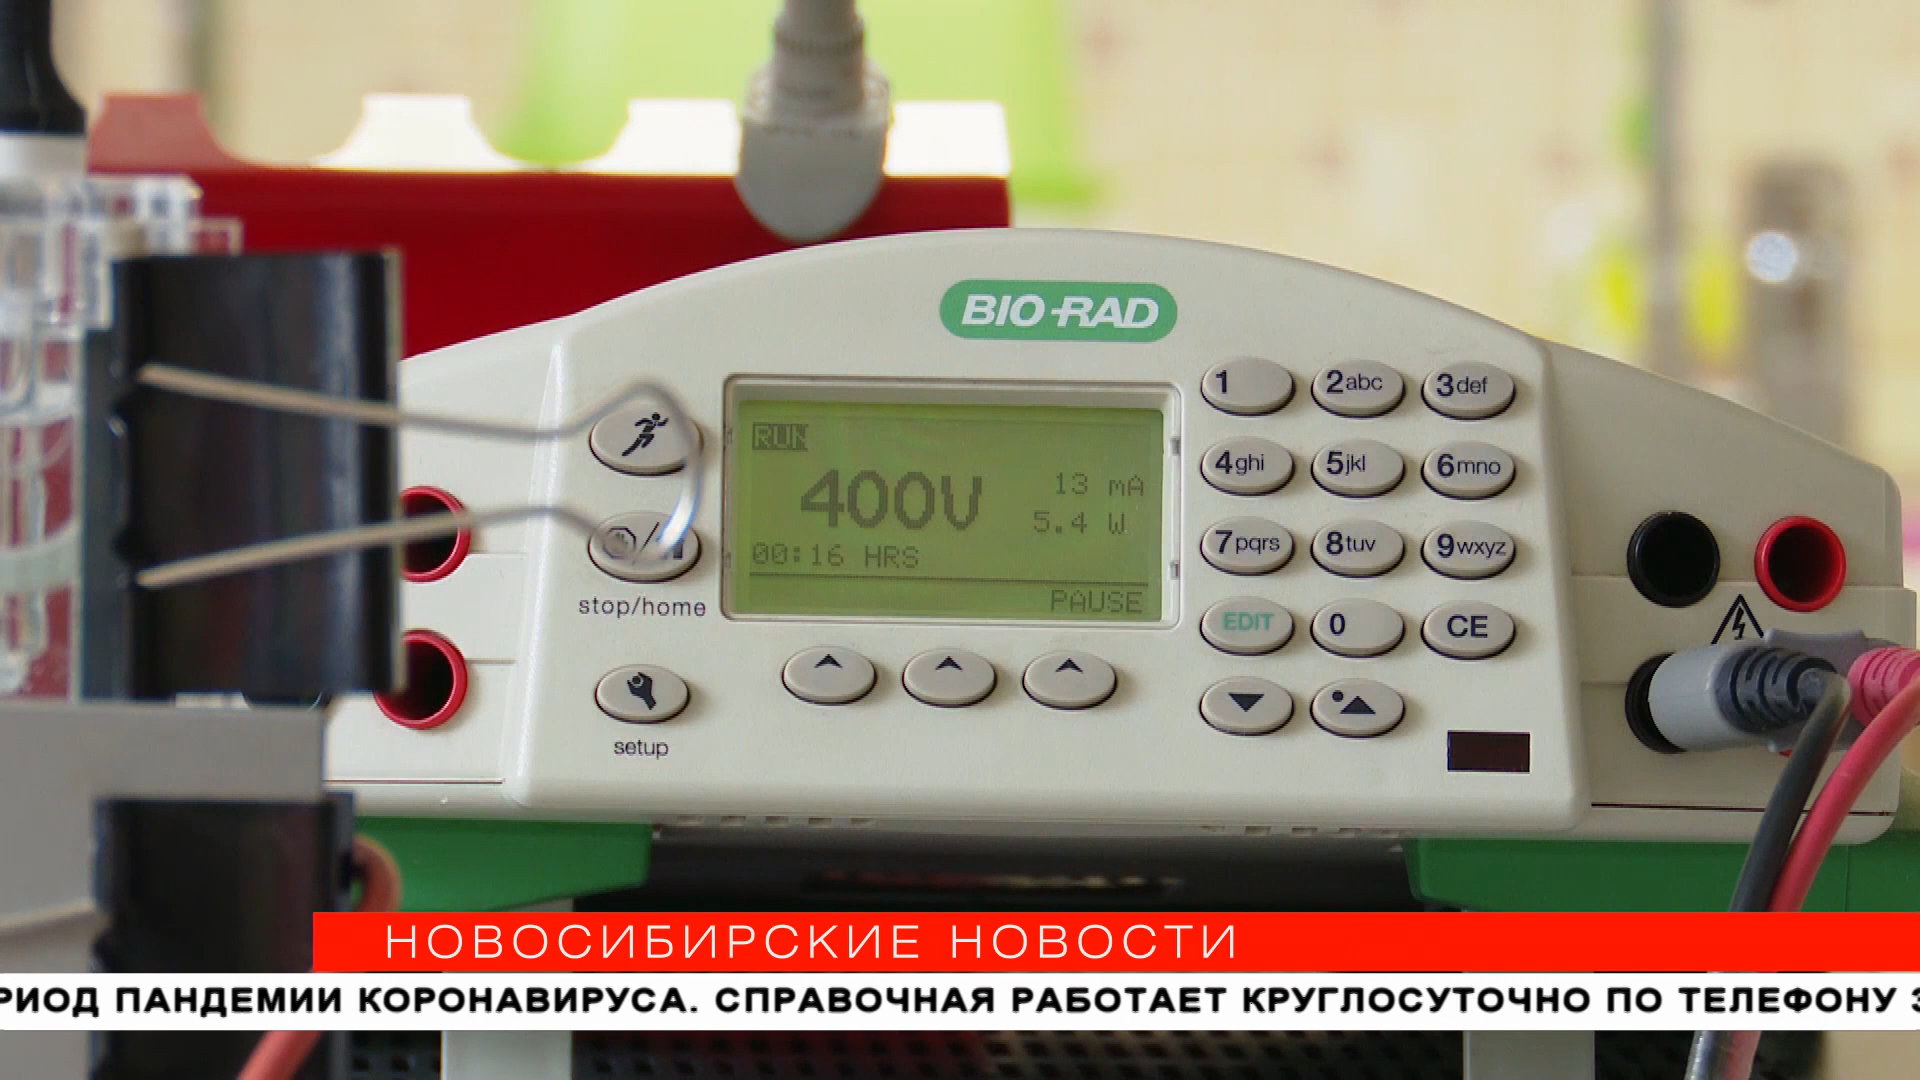 BIO-RAD
RUN
400V
13 mA
5.4 W
00:16 HRS
PAUSE
stop/home
setup
1
2abc
3def
4ghi
5jkl
6mno
7pqrs
8tuv
9wxyz
EDIT
0
CE
НОВОСИБИРСКИЕ НОВОСТИ
РИОД ПАНДЕМИИ КОРОНАВИРУСА. СПРАВОЧНАЯ РАБОТАЕТ КРУГЛОСУТОЧНО ПО ТЕЛЕФОНУ